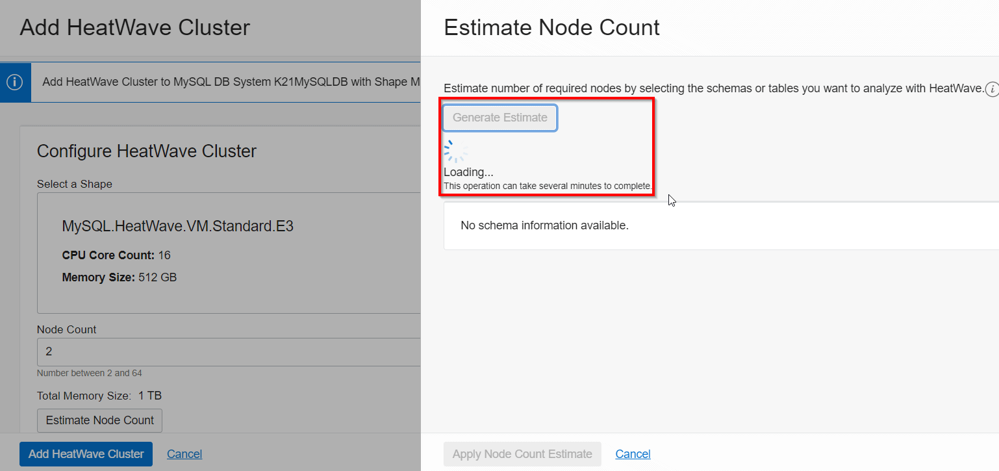 Add HeatWave Cluster
Add HeatWave Cluster to MySQL DB System K21MySQLDB with Shape M
Configure HeatWave Cluster
Select a Shape
MySQL.HeatWave.VM.Standard.E3
CPU Core Count: 16
Memory Size: 512 GB
Node Count
2
Number between 2 and 64
Total Memory Size: 1 TB
Estimate Node Count
Add HeatWave Cluster Cancel
Estimate Node Count
Estimate number of required nodes by selecting the schemas or tables you want to analyze with HeatWave.
Generate Estimate
Loading...
This operation can take several minutes to complete.
No schema information available.
Apply Node Count Estimate Cancel